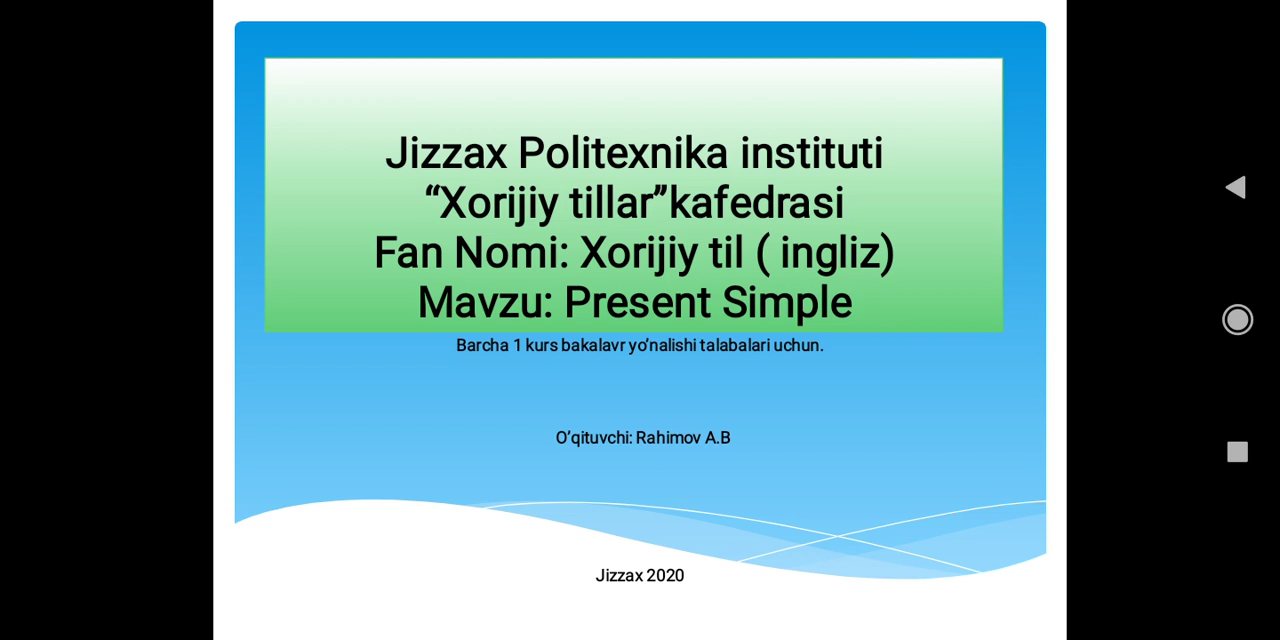 Jizzax Politexnika instituti
“Xorijiy tillar”kafedrasi
Fan Nomi: Xorijiy til ( ingliz)
Mavzu: Present Simple
Barcha 1 kurs bakalavr yo’nalishi talabalari uchun.
O’qituvchi: Rahimov A.B
Jizzax 2020